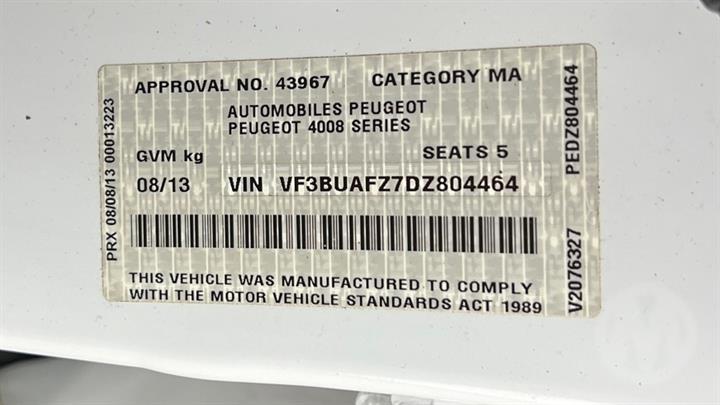 APPROVAL NO. 43967 CATEGORY MA
AUTOMOBILES PEUGEOT
PEUGEOT 4008 SERIES
GVM kg SEATS 5
08/13 VIN VF3BUAFZ7DZ804464
THIS VEHICLE WAS MANUFACTURED TO COMPLY
WITH THE MOTOR VEHICLE STANDARDS ACT 1989
PRX 08/08/13 00013223
V2076327 PEDZ804464